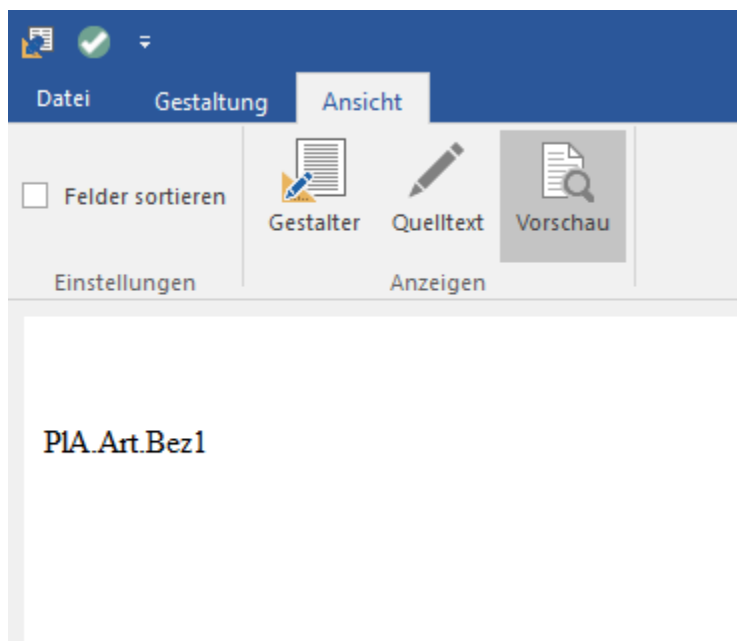 Datei Gestaltung Ansicht
Felder sortieren
Gestalter Quelltext Vorschau
Einstellungen Anzeigen
PlA.Art.Bez1